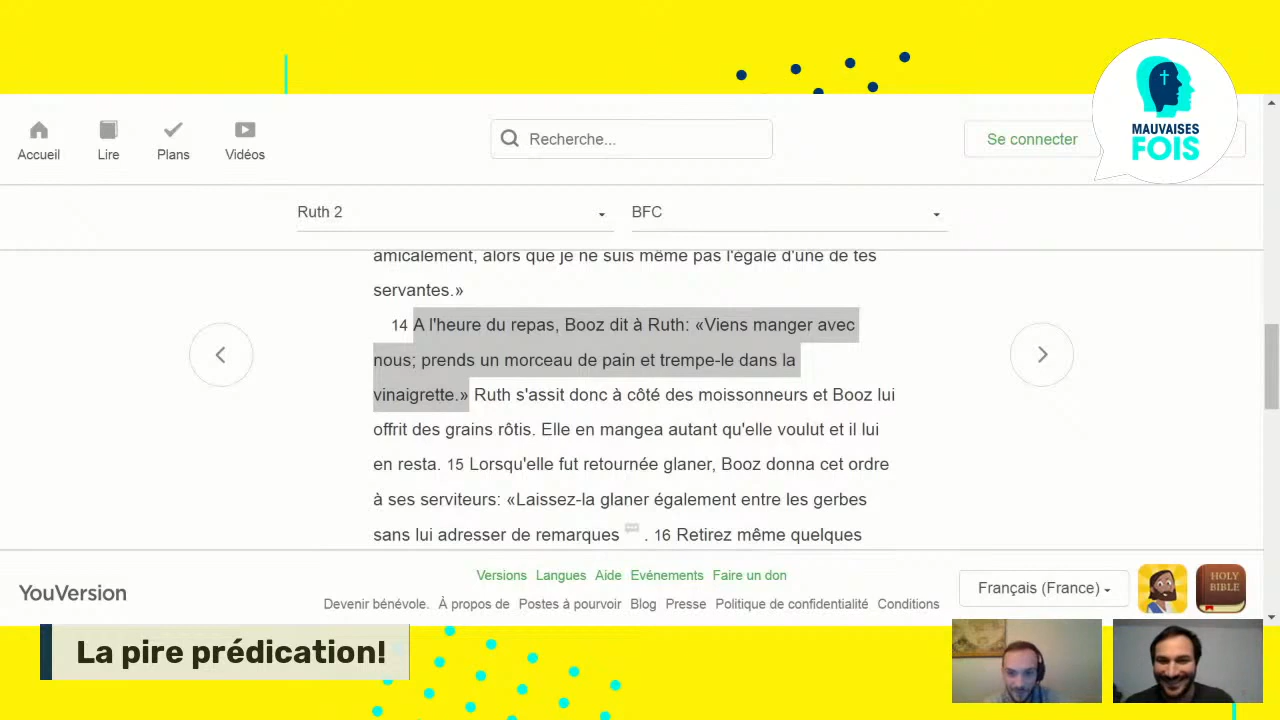 MAUVAISES
FOIS
Accueil
Lire
Plans
Vidéos
Recherche...
Se connecter
Ruth 2
BFC
amicalement, alors que je ne suis même pas l'égale d'une de tes
servantes.»
14 A l'heure du repas, Booz dit à Ruth: «Viens manger avec
nous; prends un morceau de pain et trempe-le dans la
vinaigrette.» Ruth s'assit donc à côté des moissonneurs et Booz lui
offrit des grains rôtis. Elle en mangea autant qu'elle voulut et il lui
en resta. 15 Lorsqu'elle fut retournée glaner, Booz donna cet ordre
à ses serviteurs: «Laissez-la glaner également entre les gerbes
sans lui adresser de remarques . 16 Retirez même quelques
YouVersion
Versions Langues Aide Evénements Faire un don
Devenir bénévole. À propos de Postes à pourvoir Blog Presse Politique de confidentialité Conditions
Français (France)
HOLY
BIBLE
La pire prédication!